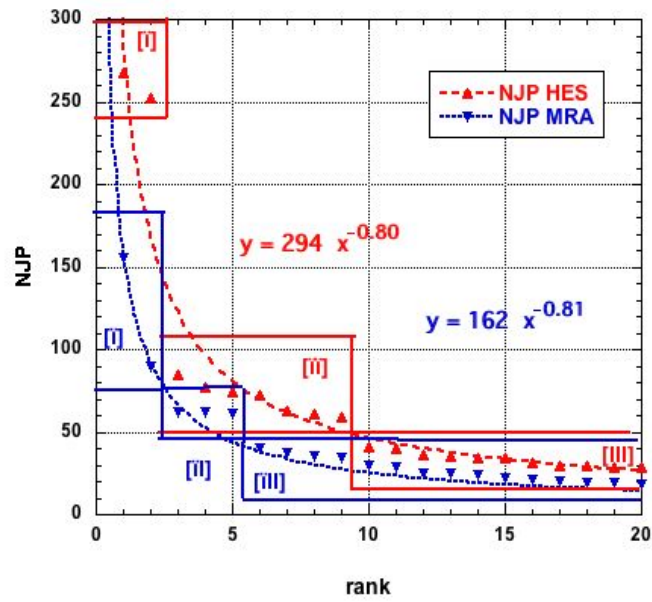 300
250
200
150
100
50
0
NJP
[i]
NJP HES
NJP MRA
y = 294 x^-0.80
y = 162 x^-0.81
[i]
[ii]
[III]
[ii]
[iII]
0
5
10
15
20
rank